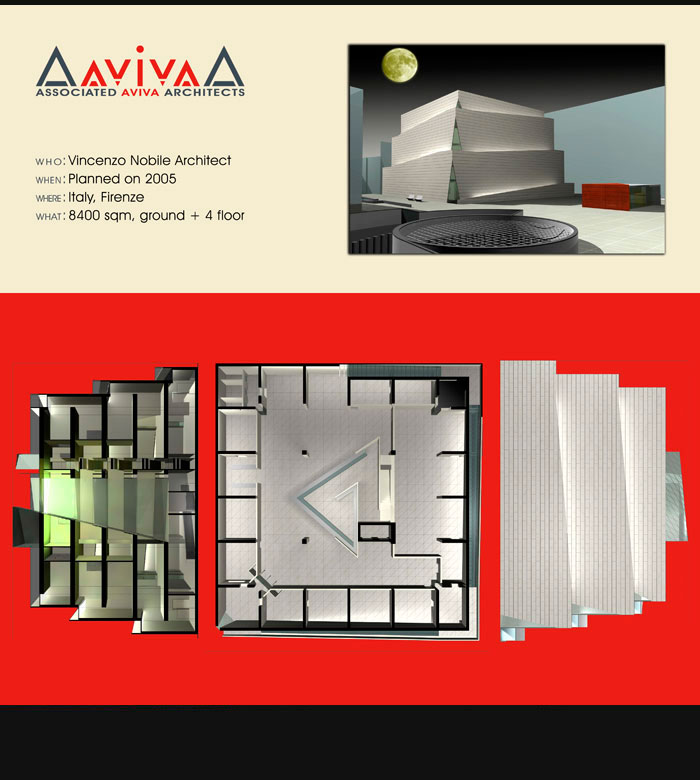 AVIVA
ASSOCIATED AVIVA ARCHITECTS
WHO: Vincenzo Nobile Architect
WHEN: Planned on 2005
WHERE: Italy, Firenze
WHAT: 8400 sqm, ground + 4 floor